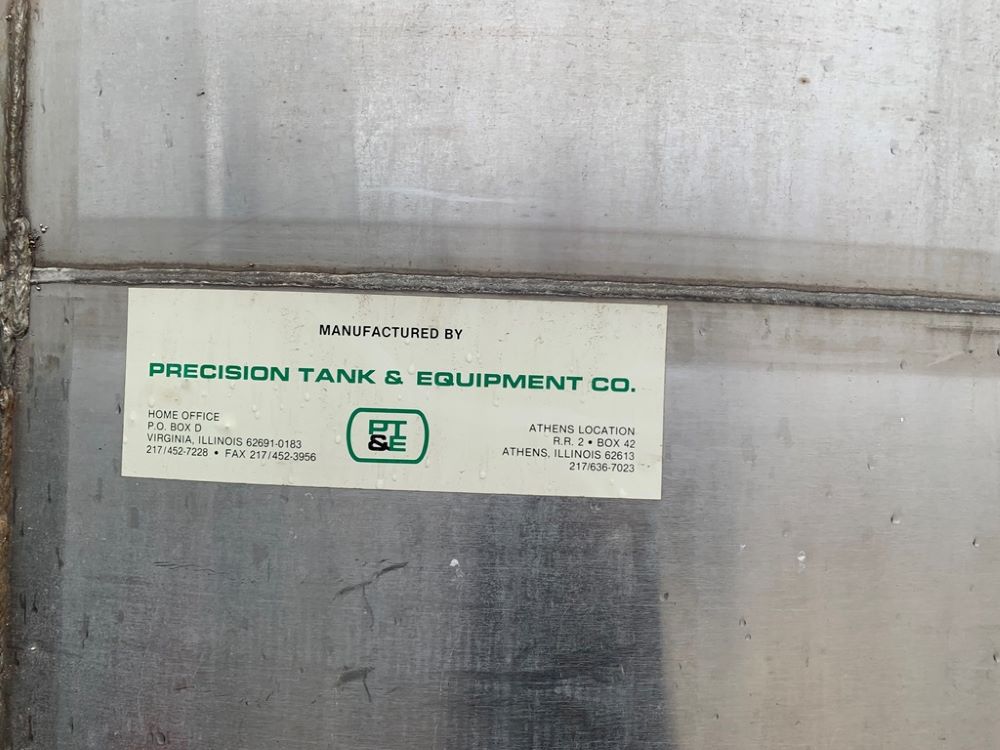 MANUFACTURED BY
PRECISION TANK & EQUIPMENT CO.
HOME OFFICE
P.O. BOX D
VIRGINIA, ILLINOIS 62691-0183
217/452-7228 • FAX 217/452-3956
PT
&E
ATHENS LOCATION
R.R. 2 • BOX 42
ATHENS, ILLINOIS 62613
217/636-7023